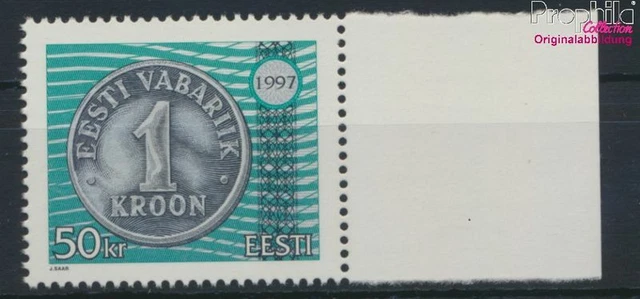 Prophila
Collection
Originalabbildung
1997
EESTI VABARIIK
1
KROON
50kr
EESTI
J.SAAR